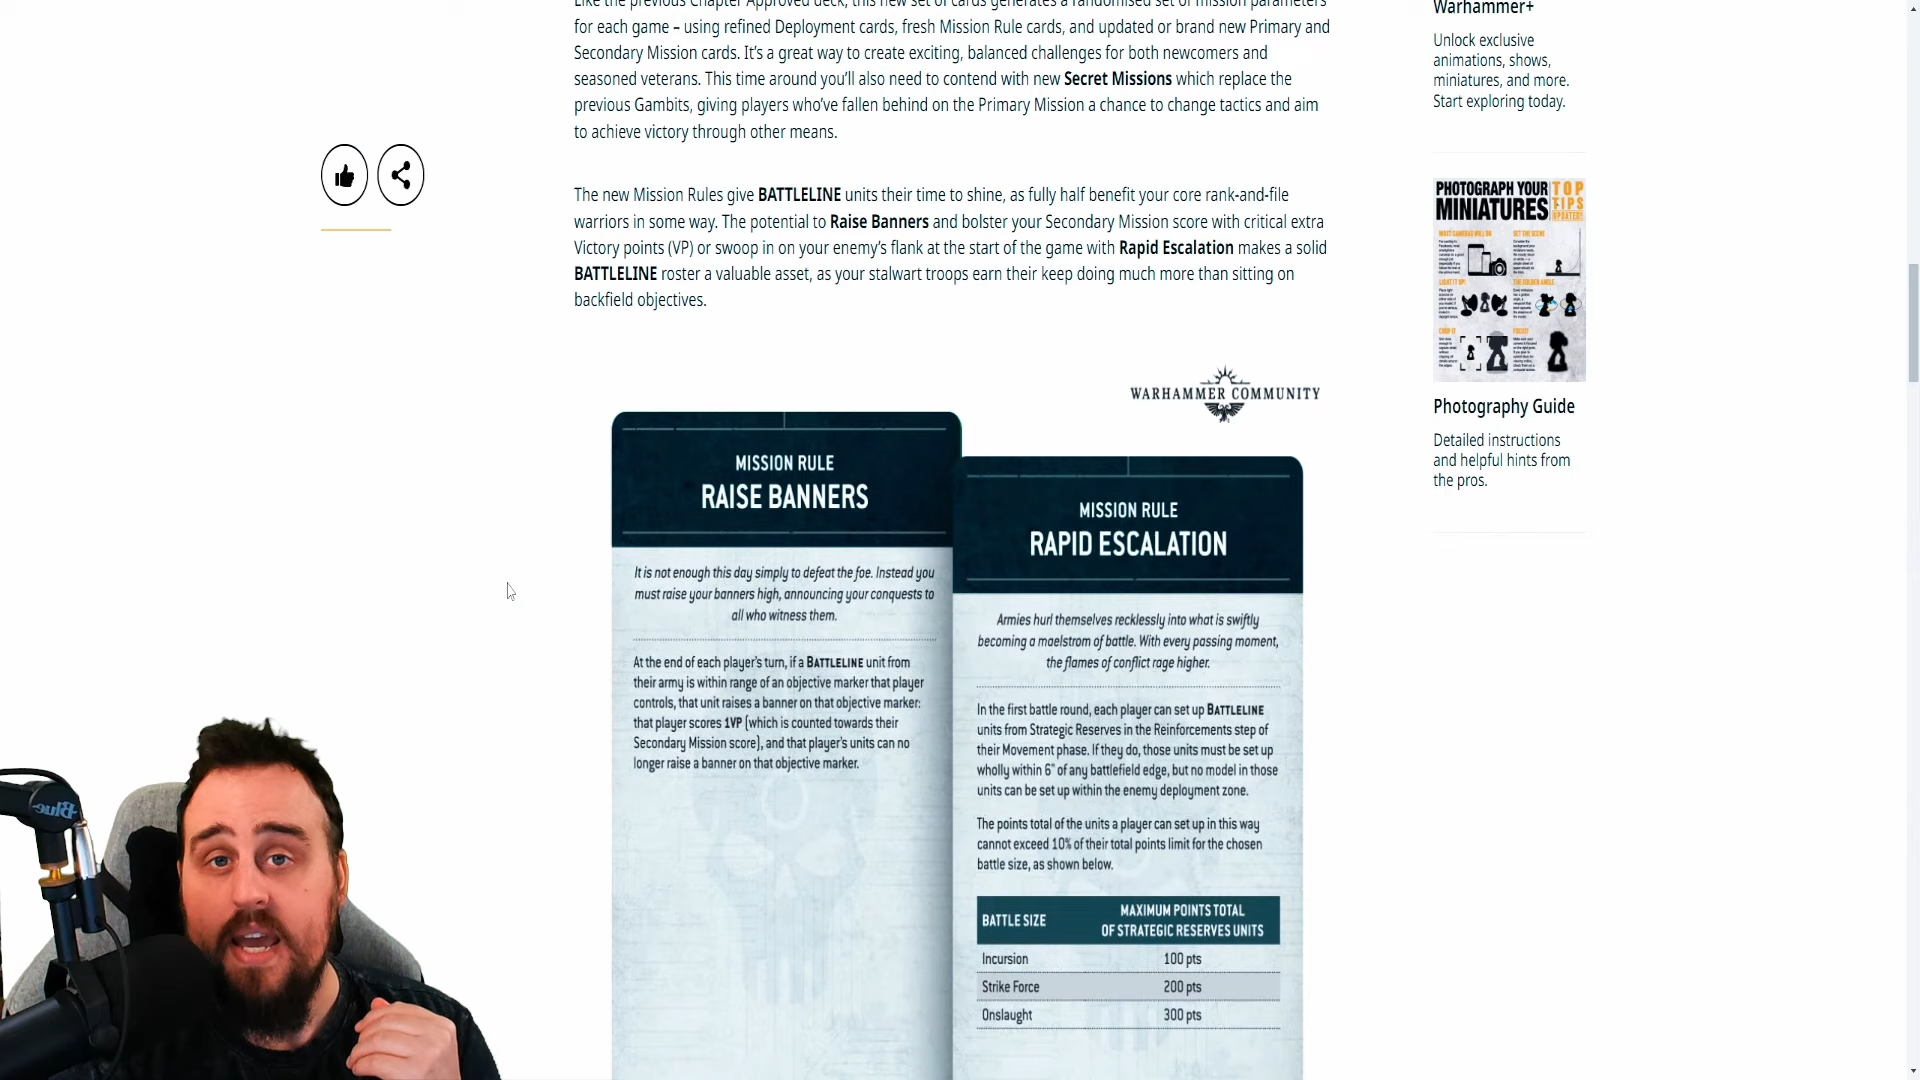 Like the previous Chapter Approved deck, this new set of cards generates a randomised set of mission parameters
for each game – using refined Deployment cards, fresh Mission Rule cards, and updated or brand new Primary and
Secondary Mission cards. It’s a great way to create exciting, balanced challenges for both newcomers and
seasoned veterans. This time around you’ll also need to contend with new Secret Missions which replace the
previous Gambits, giving players who’ve fallen behind on the Primary Mission a chance to change tactics and aim
to achieve victory through other means.
The new Mission Rules give BATTLELINE units their time to shine, as fully half benefit your core rank-and-file
warriors in some way. The potential to Raise Banners and bolster your Secondary Mission score with critical extra
Victory points (VP) or swoop in on your enemy’s flank at the start of the game with Rapid Escalation makes a solid
BATTLELINE roster a valuable asset, as your stalwart troops earn their keep doing much more than sitting on
backfield objectives.
WARHAMMER COMMUNITY
MISSION RULE
RAISE BANNERS
It is not enough this day simply to defeat the foe. Instead you
must raise your banners high, announcing your conquests to
all who witness them.
At the end of each player’s turn, if a BATTLELINE unit from
their army is within range of an objective marker that player
controls, that unit raises a banner on that objective marker:
that player scores 1VP (which is counted towards their
Secondary Mission score), and that player’s units can no
longer raise a banner on that objective marker.
MISSION RULE
RAPID ESCALATION
Armies hurl themselves recklessly into what is swiftly
becoming a maelstrom of battle. With every passing moment,
the flames of conflict rage higher.
In the first battle round, each player can set up BATTLELINE
units from Strategic Reserves in the Reinforcements step of
their Movement phase. If they do, those units must be set up
wholly within 6" of any battlefield edge, but no model in those
units can be set up within the enemy deployment zone.
The points total of the units a player can set up in this way
cannot exceed 10% of their total points limit for the chosen
battle size, as shown below.
BATTLE SIZE
MAXIMUM POINTS TOTAL
OF STRATEGIC RESERVES UNITS
Incursion 100 pts
Strike Force 200 pts
Onslaught 300 pts
Warhammer+
Unlock exclusive
animations, shows,
miniatures, and more.
Start exploring today.
PHOTOGRAPH YOUR
MINIATURES
TOP
TIPS
UPDATED!
Photography Guide
Detailed instructions
and helpful hints from
the pros.
Blue